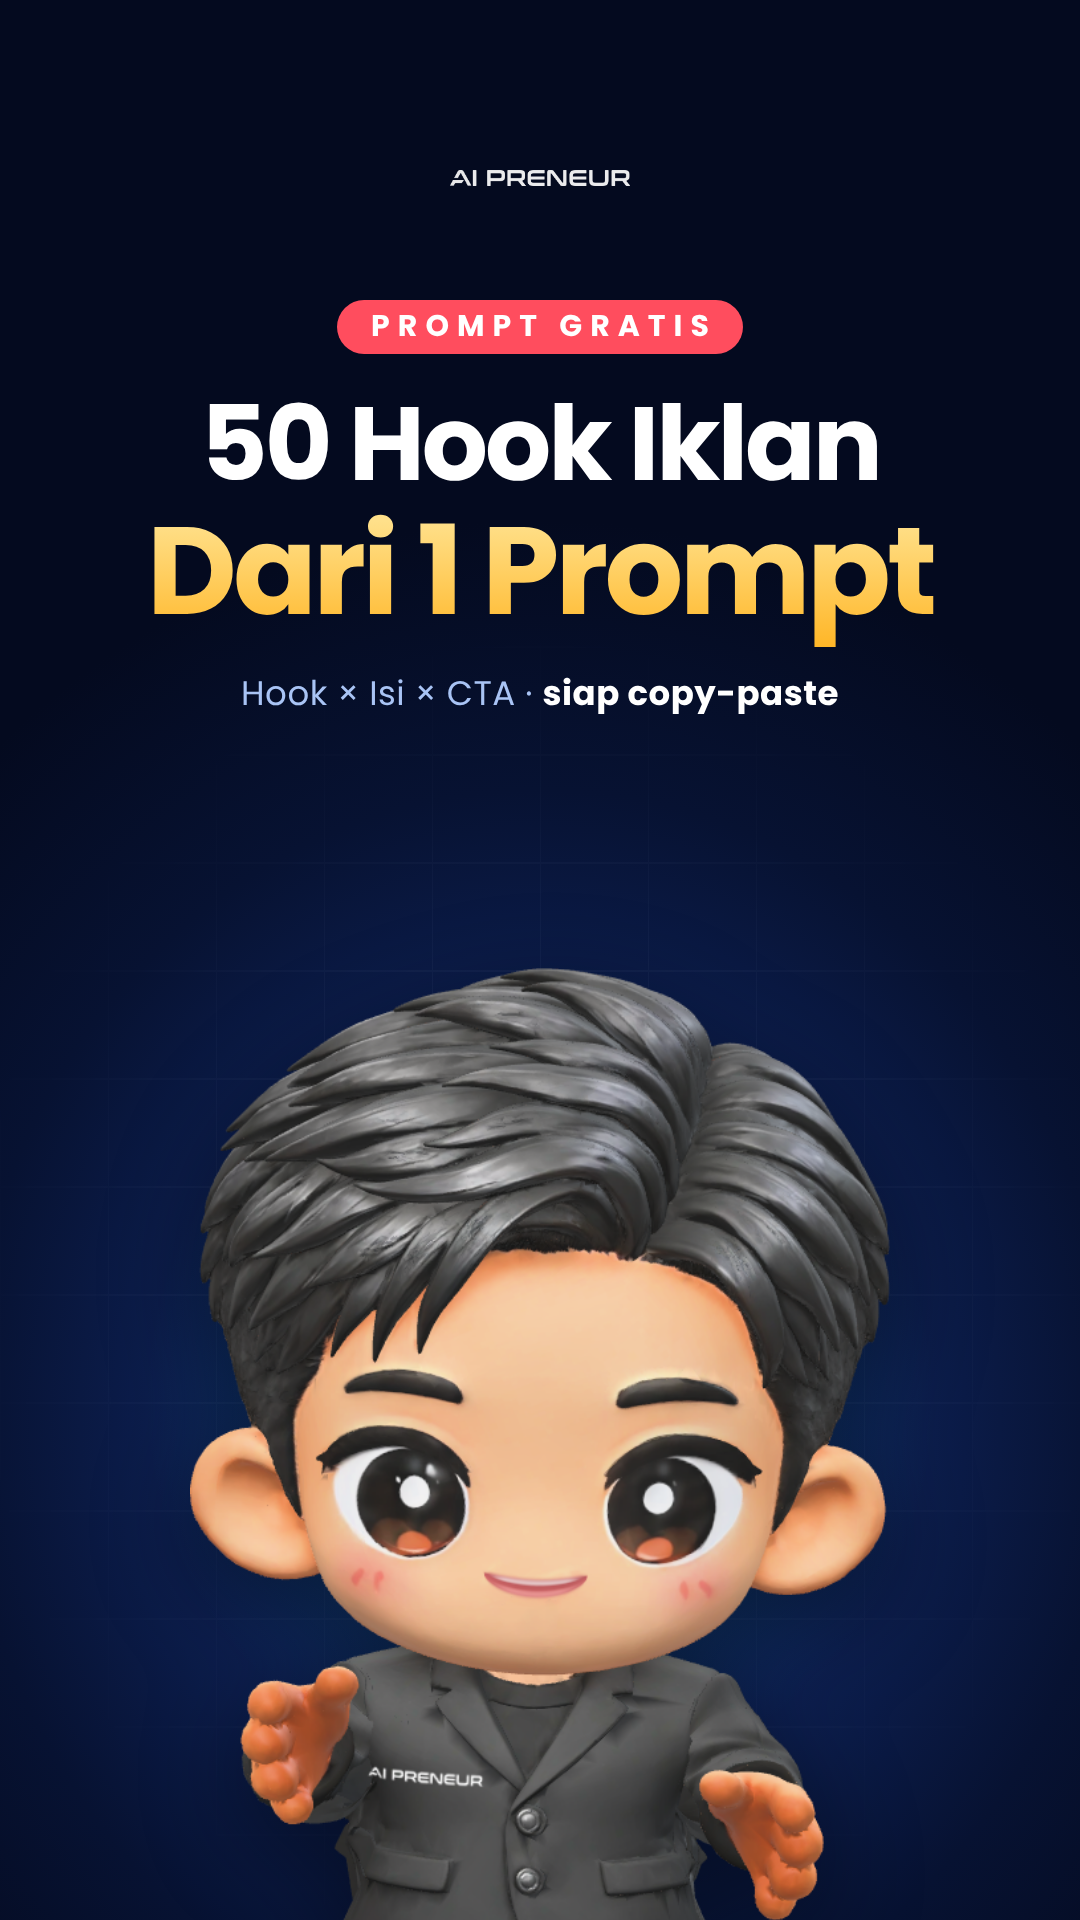 AI PRENEUR
PROMPT GRATIS
50 Hook Iklan
Dari 1 Prompt
Hook × Isi × CTA · siap copy-paste
AI PRENEUR